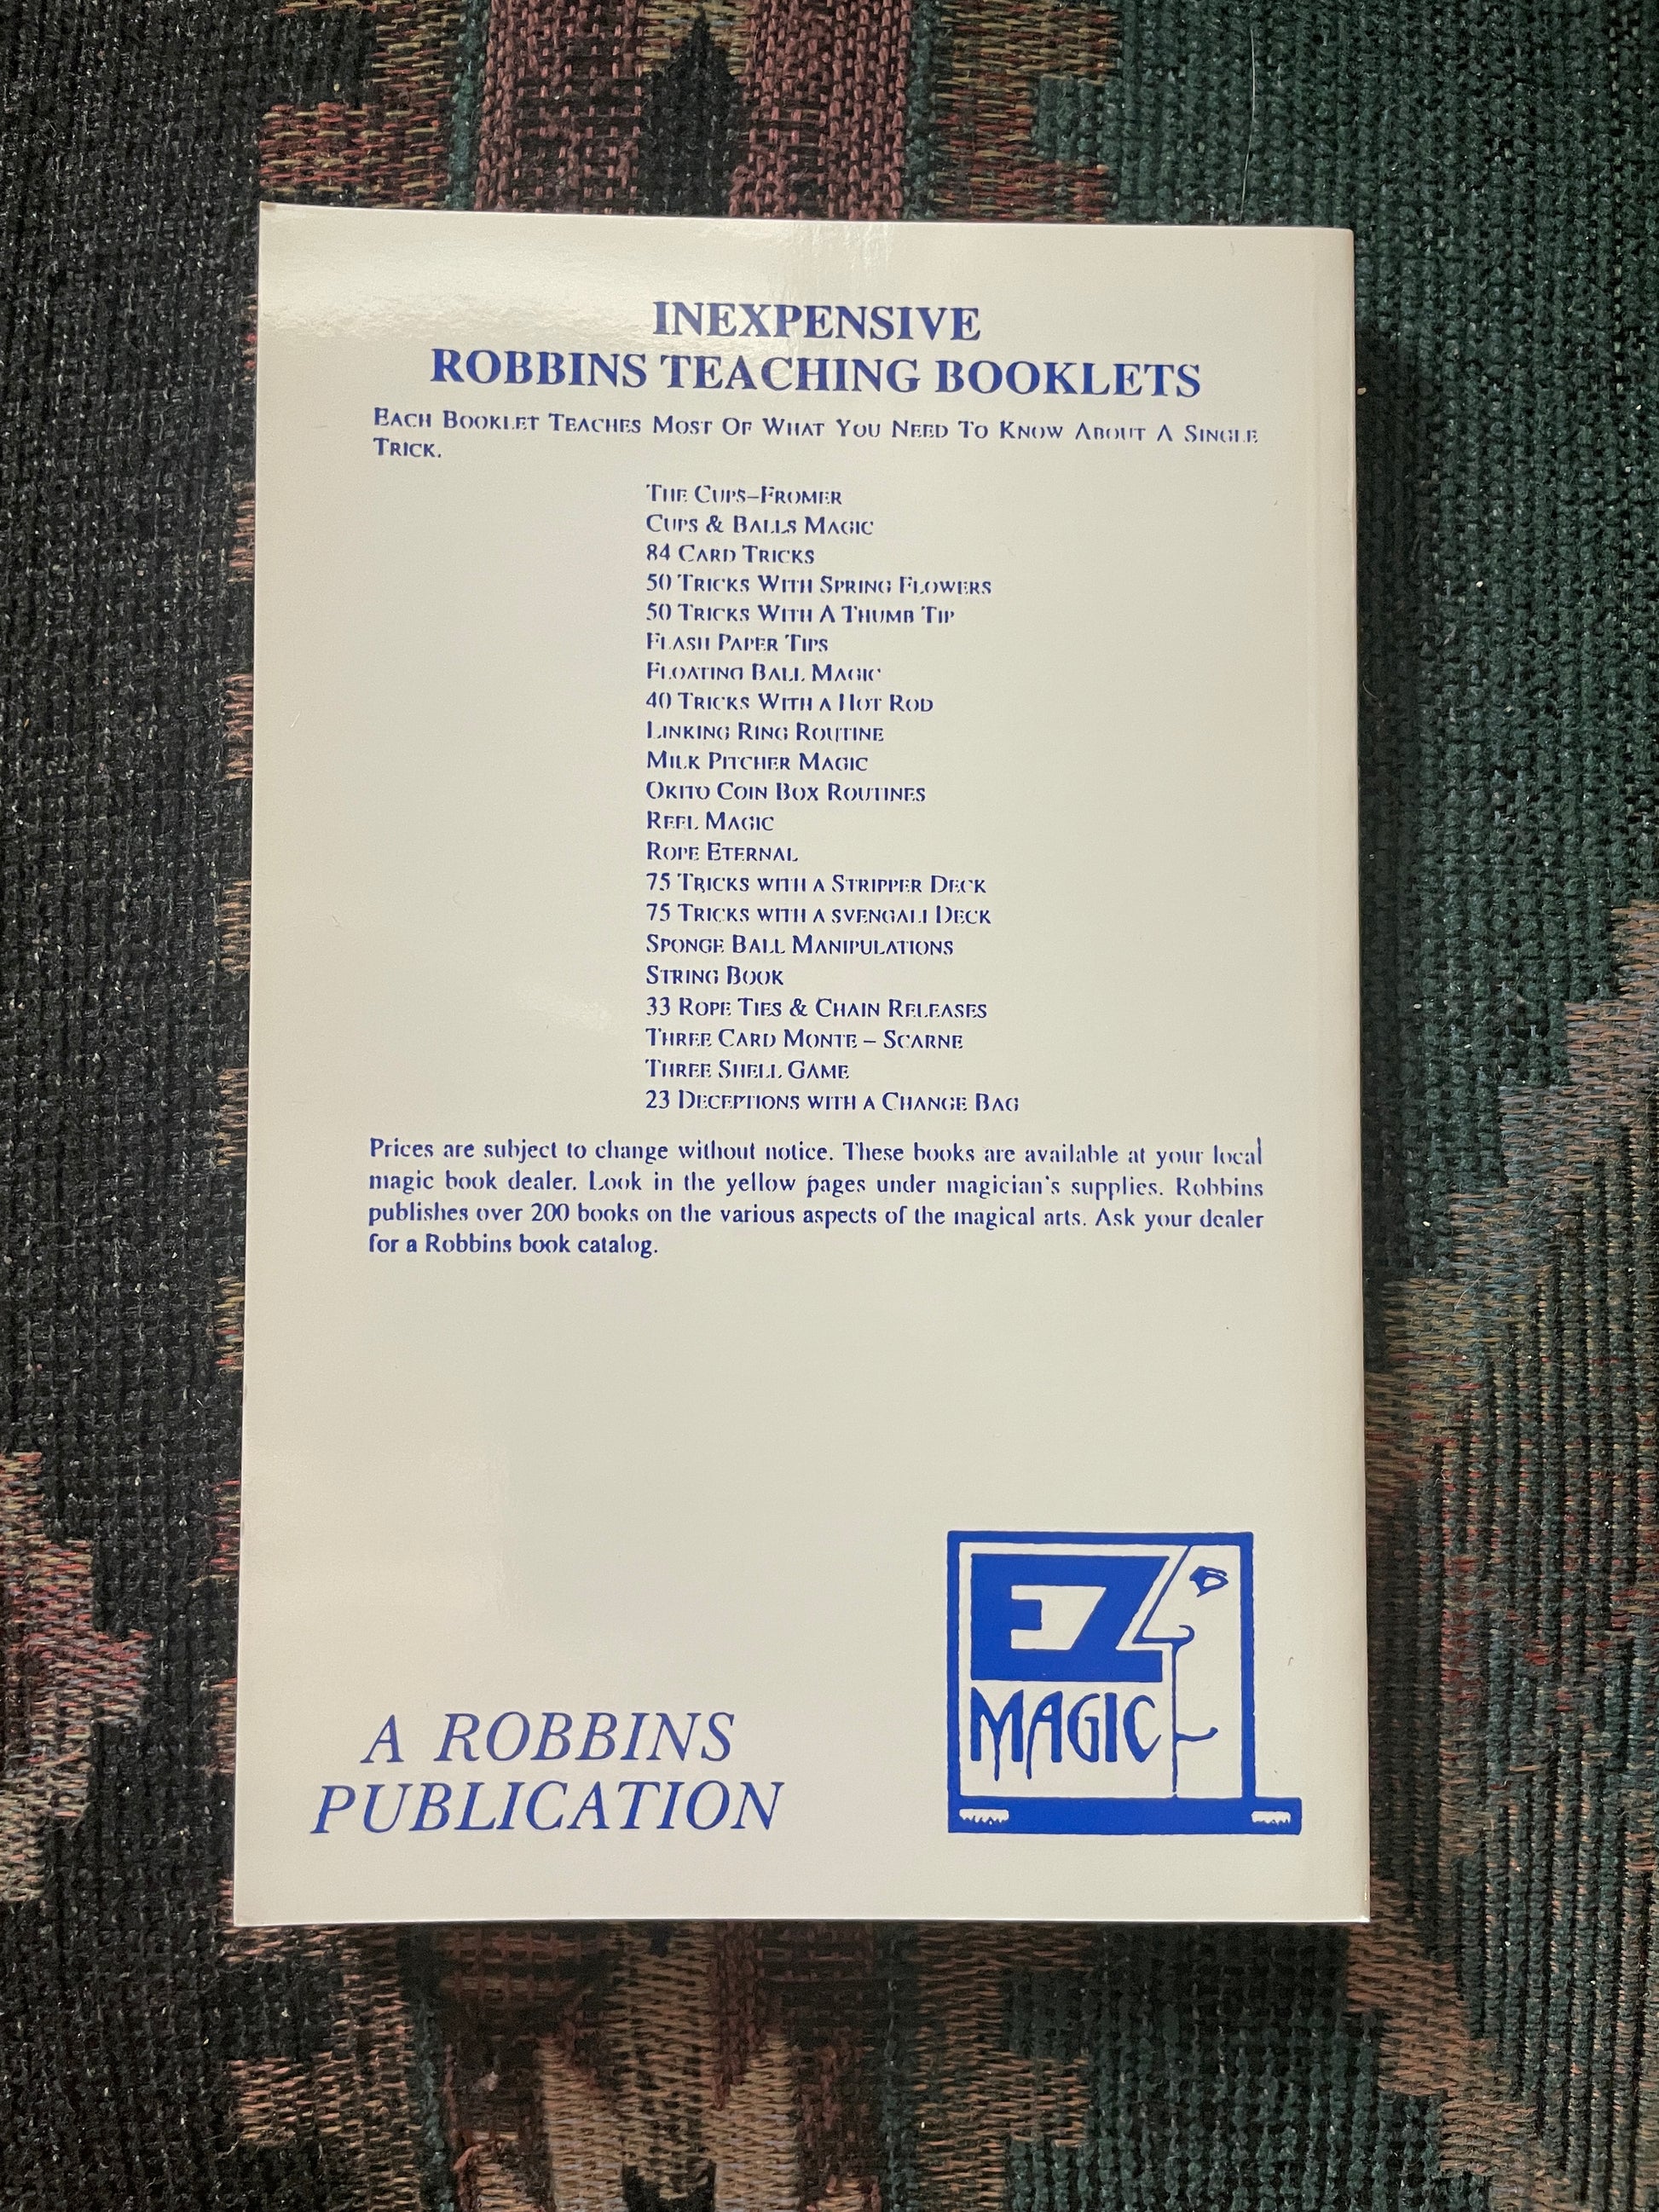 INEXPENSIVE
ROBBINS TEACHING BOOKLETS
EACH BOOKLET TEACHES MOST OF WHAT YOU NEED TO KNOW ABOUT A SINGLE
TRICK.
THE CUPS–FROMER
CUPS & BALLS MAGIC
84 CARD TRICKS
50 TRICKS WITH SPRING FLOWERS
50 TRICKS WITH A THUMB TIP
FLASH PAPER TIPS
FLOATING BALL MAGIC
40 TRICKS WITH A HOT ROD
LINKING RING ROUTINE
MILK PITCHER MAGIC
OKITO COIN BOX ROUTINES
REEL MAGIC
ROPE ETERNAL
75 TRICKS WITH A STRIPPER DECK
75 TRICKS WITH A SVENGALI DECK
SPONGE BALL MANIPULATIONS
STRING BOOK
33 ROPE TIES & CHAIN RELEASES
THREE CARD MONTE – SCARNE
THREE SHELL GAME
23 DECEPTIONS WITH A CHANGE BAG
Prices are subject to change without notice. These books are available at your local
magic book dealer. Look in the yellow pages under magician's supplies. Robbins
publishes over 200 books on the various aspects of the magical arts. Ask your dealer
for a Robbins book catalog.
EZ
MAGIC
A ROBBINS
PUBLICATION